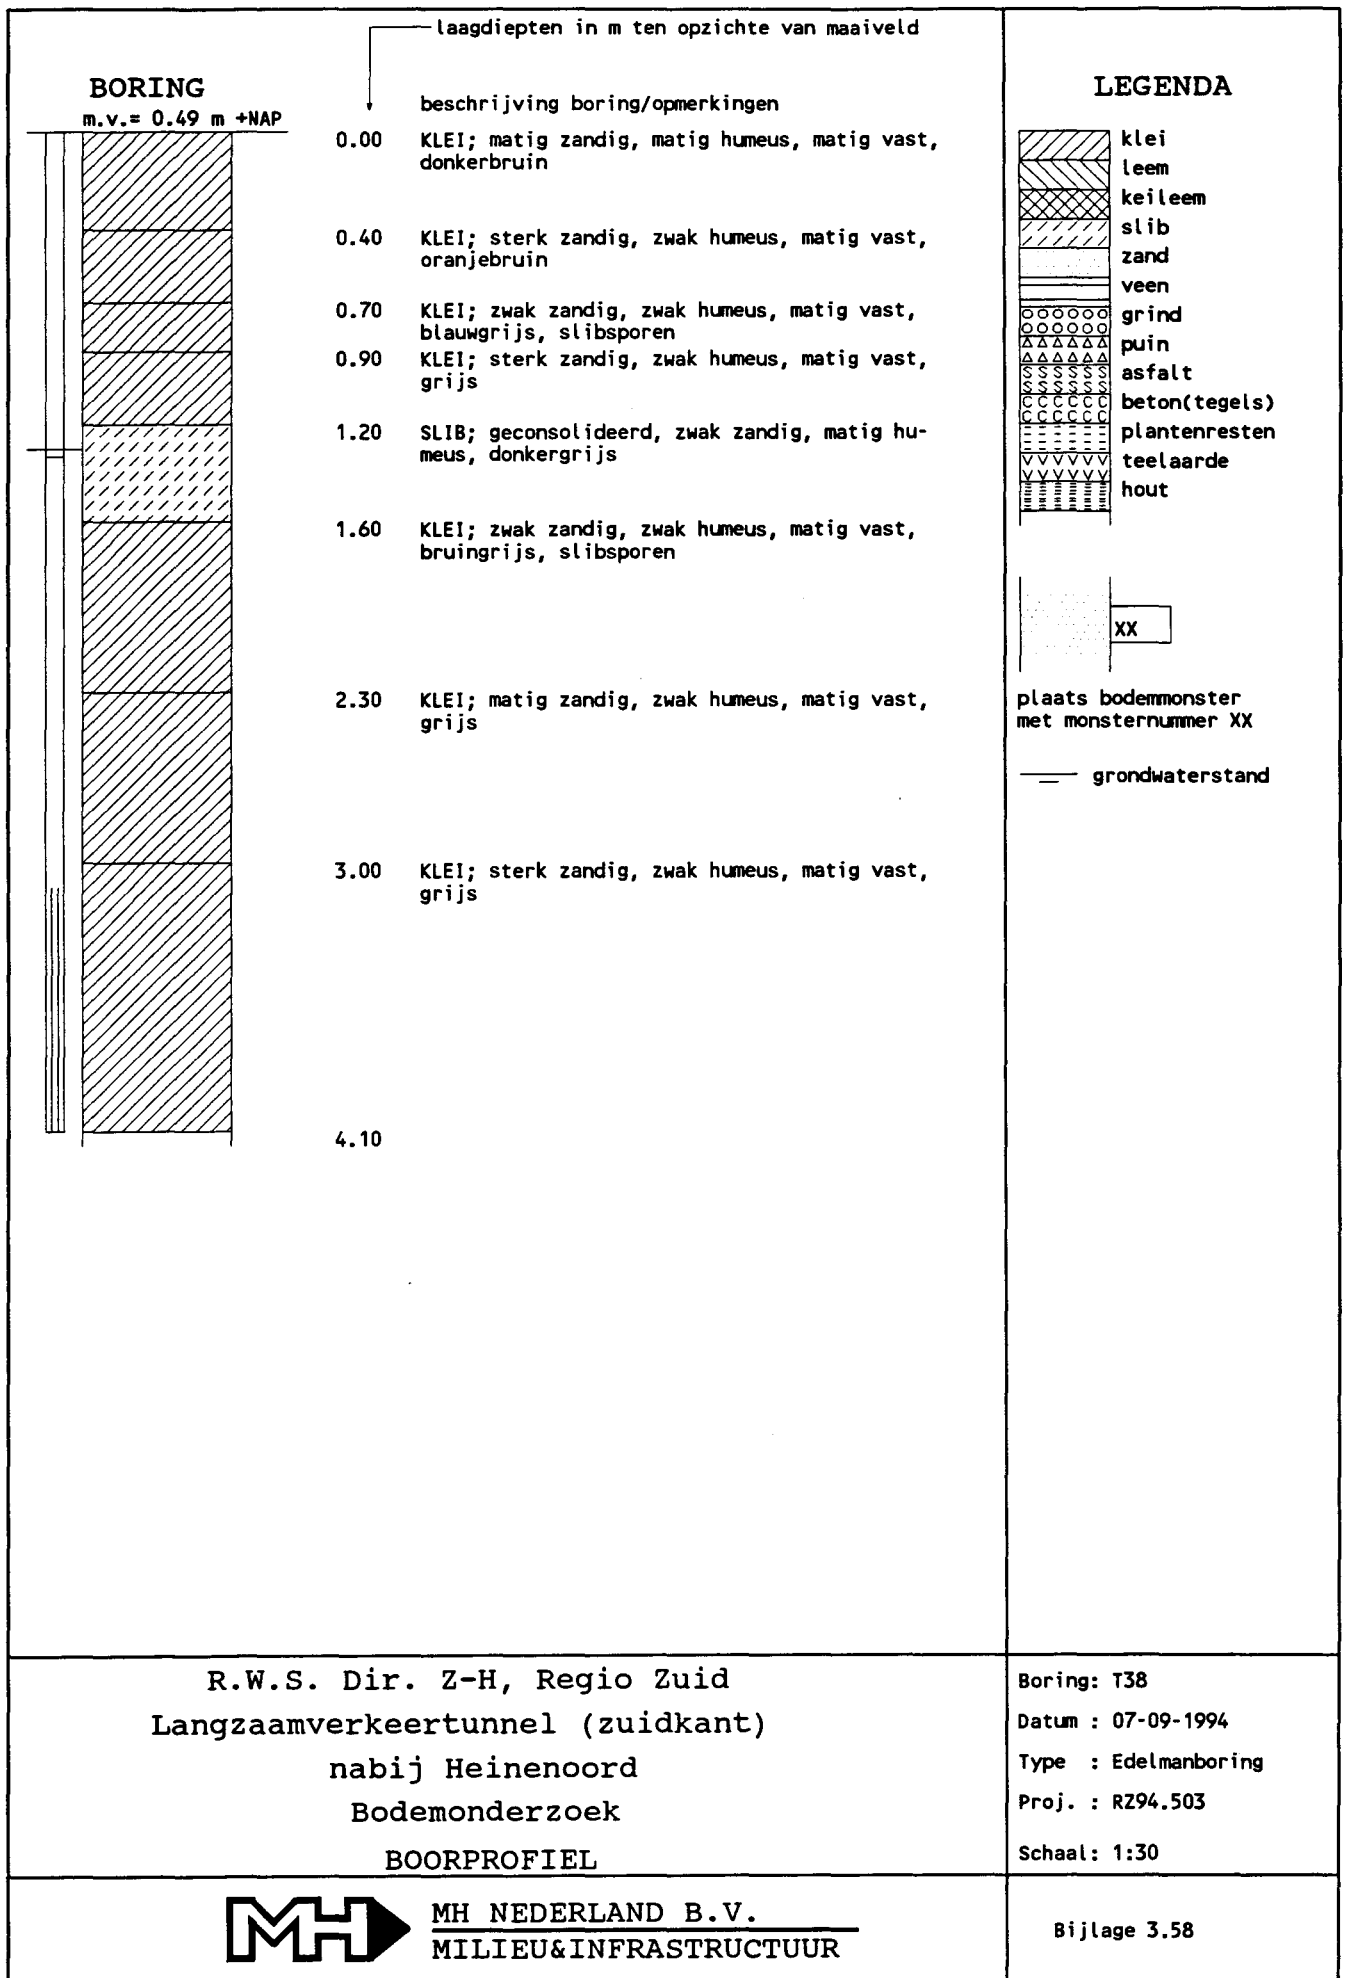 laagdiepten in m ten opzichte van maaiveld
BORING
m.v.= 0.49 m +NAP
beschrijving boring/opmerkingen
0.00 KLEI; matig zandig, matig humeus, matig vast,
donkerbruin
0.40 KLEI; sterk zandig, zwak humeus, matig vast,
oranjebruin
0.70 KLEI; zwak zandig, zwak humeus, matig vast,
blauwgrijs, slibsporen
0.90 KLEI; sterk zandig, zwak humeus, matig vast,
grijs
1.20 SLIB; geconsolideerd, zwak zandig, matig hu-
meus, donkergrijs
1.60 KLEI; zwak zandig, zwak humeus, matig vast,
bruingrijs, slibsporen
2.30 KLEI; matig zandig, zwak humeus, matig vast,
grijs
3.00 KLEI; sterk zandig, zwak humeus, matig vast,
grijs
4.10
LEGENDA
klei
leem
keileem
slib
zand
veen
grind
puin
asfalt
beton(tegels)
plantenresten
teelaarde
hout
XX
plaats bodemmonster
met monsternummer XX
grondwaterstand
R.W.S. Dir. Z-H, Regio Zuid
Langzaamverkeertunnel (zuidkant)
nabij Heinenoord
Bodemonderzoek
BOORPROFIEL
Boring: T38
Datum : 07-09-1994
Type : Edelmanboring
Proj. : RZ94.503
Schaal: 1:30
MH
MH NEDERLAND B.V.
MILIEU&INFRASTRUCTUUR
Bijlage 3.58